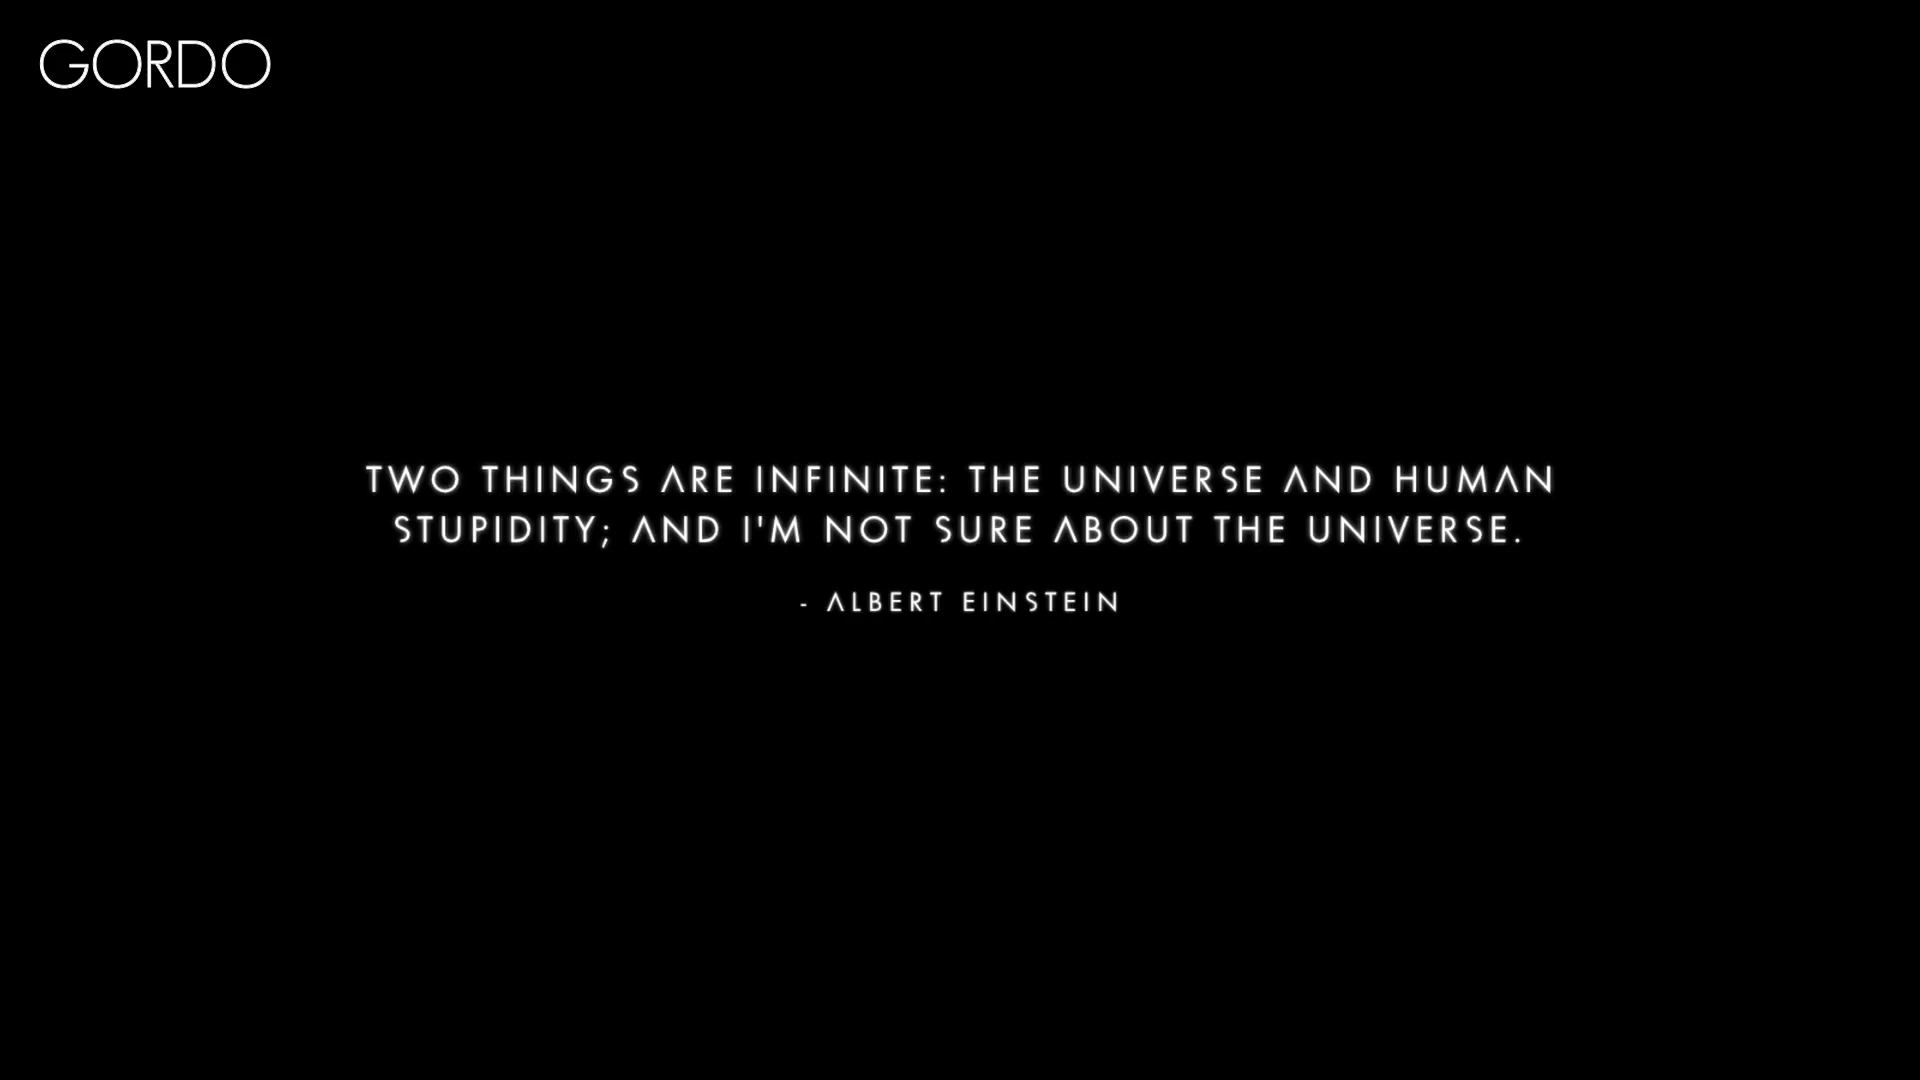 GORDO
TWO THINGS ARE INFINITE: THE UNIVERSE AND HUMAN
STUPIDITY; AND I'M NOT SURE ABOUT THE UNIVERSE.
- ALBERT EINSTEIN